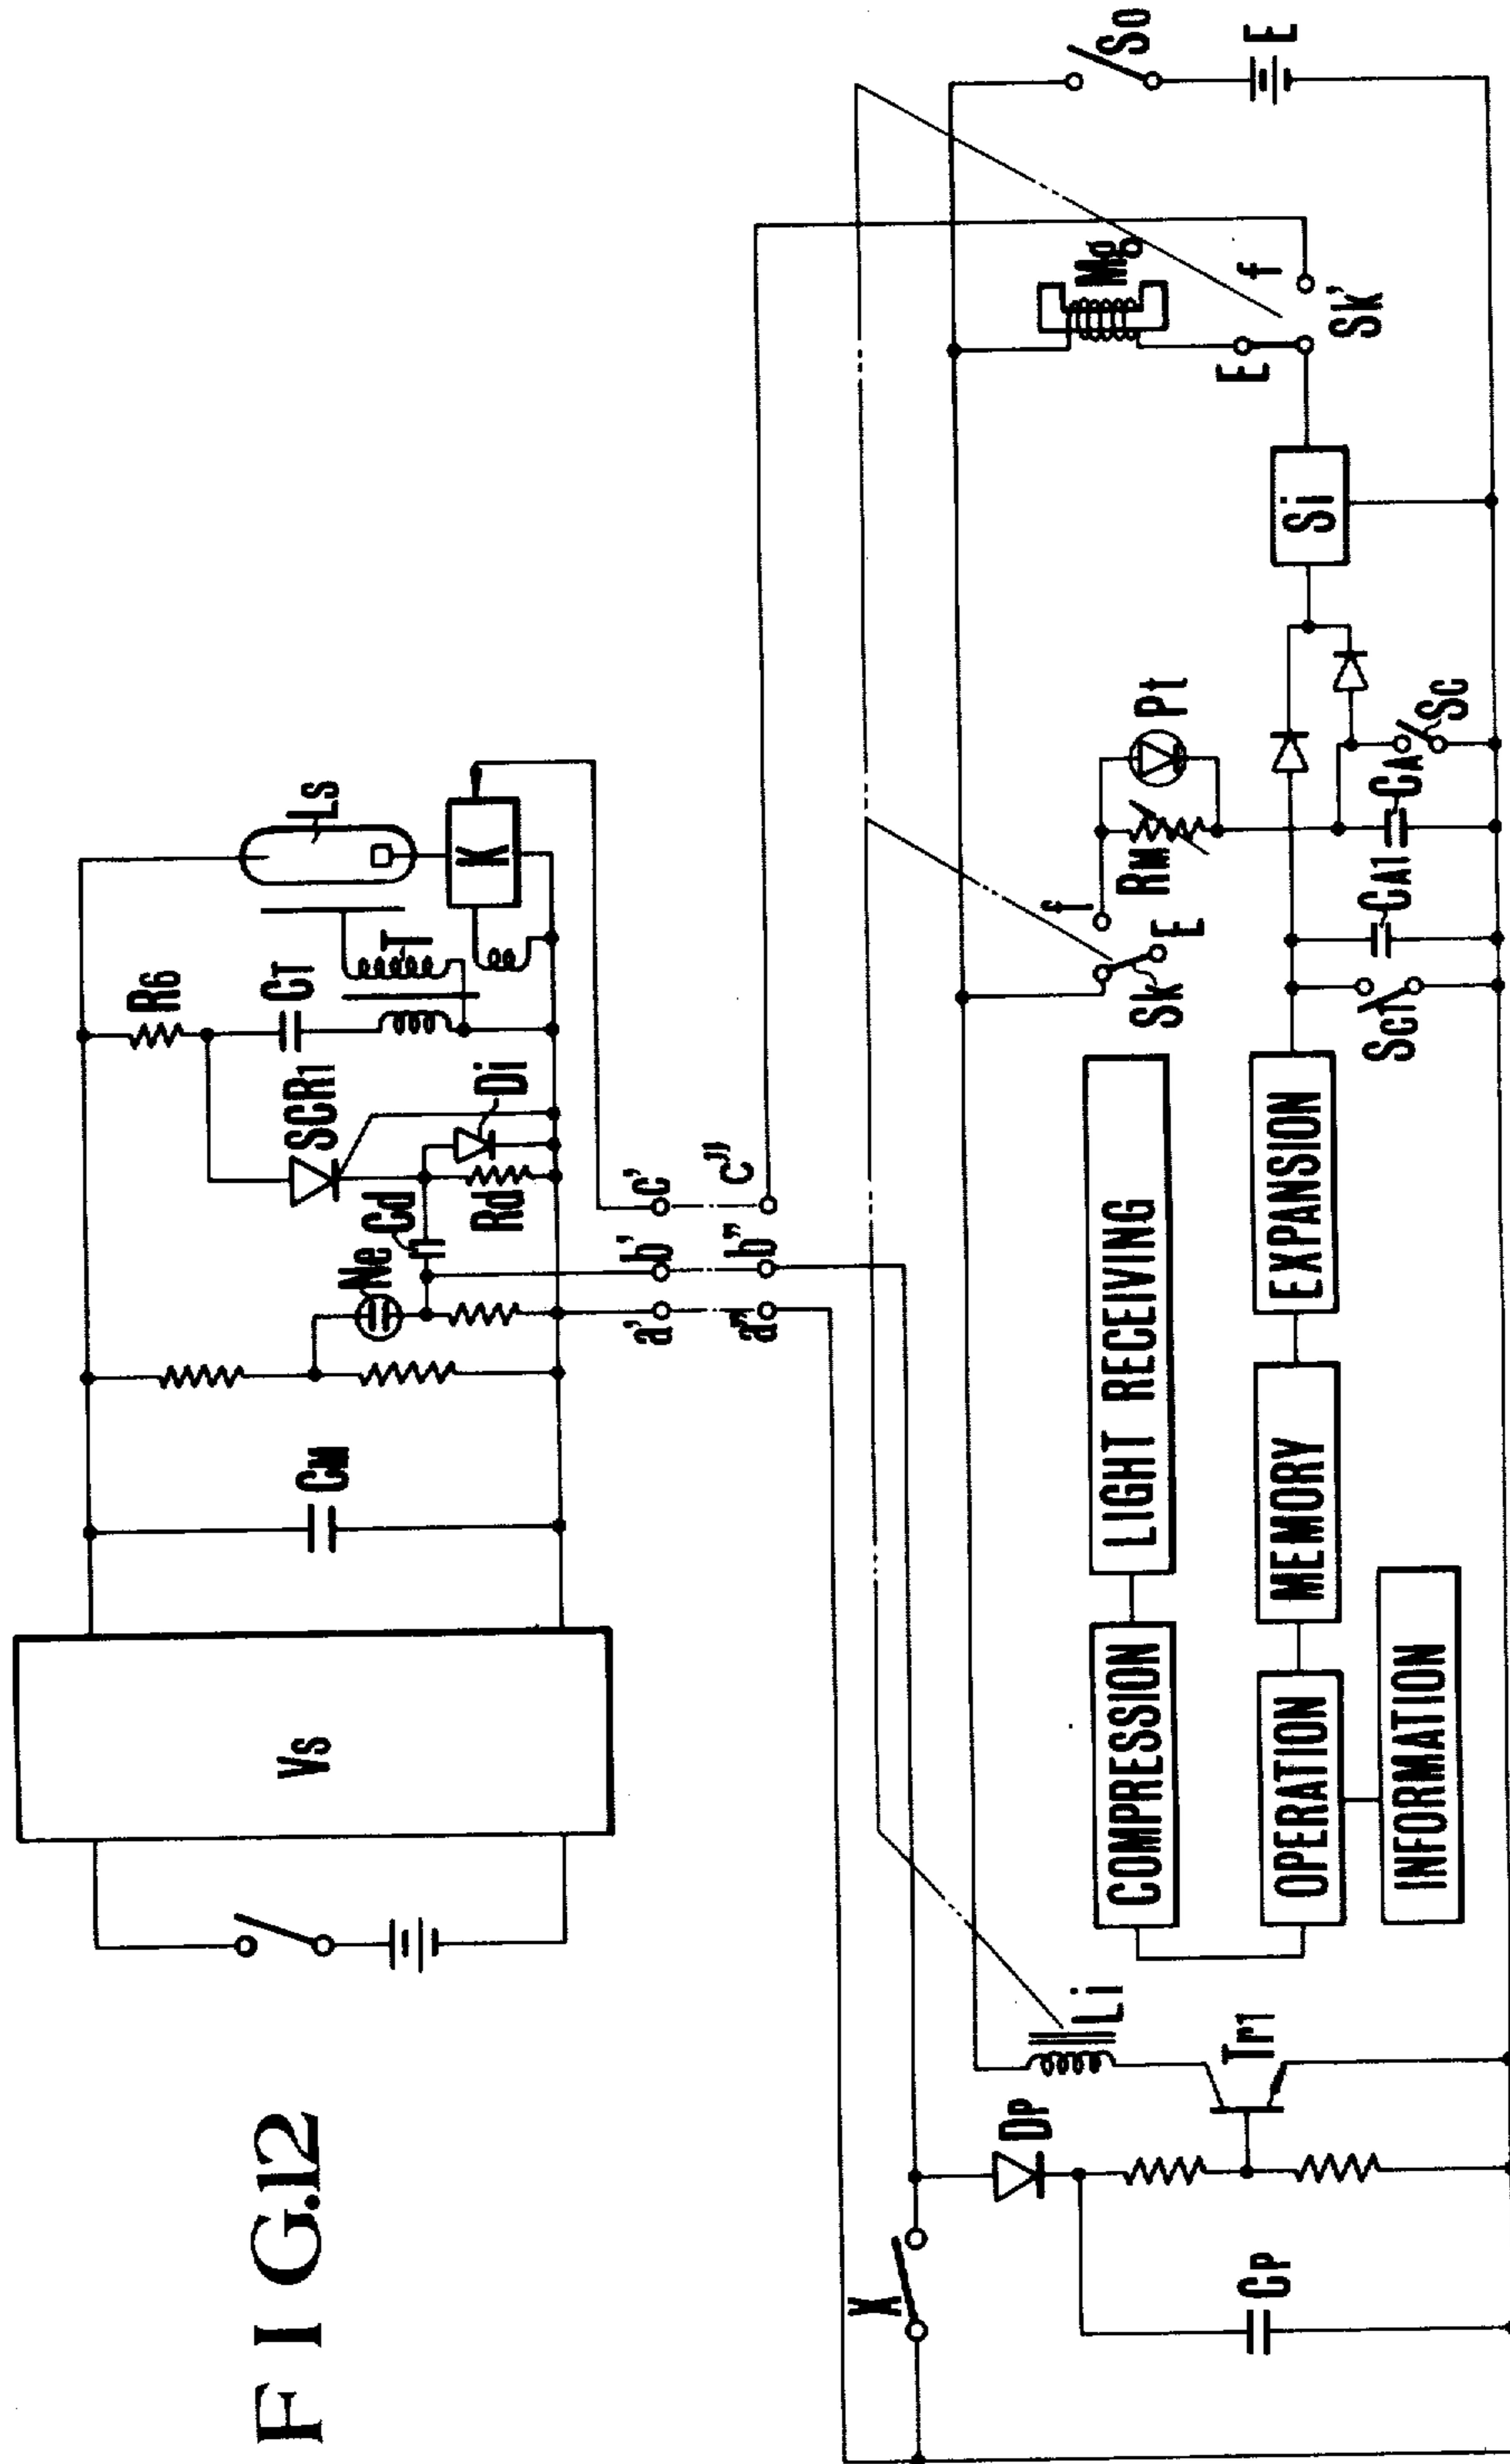 FIG.12
Vs
CM
Ne
Cd
SCR1
R6
CT
T
Ls
K
Di
Rd
a'
b'
c'
a"
b"
c"
X
DP
CP
Tr1
Li
COMPRESSION
LIGHT RECEIVING
OPERATION
MEMORY
EXPANSION
INFORMATION
Sk
E
f
RM
Pt
SC1
CA1
CA
SC
Si
Mg
E
f
Sk'
So
E